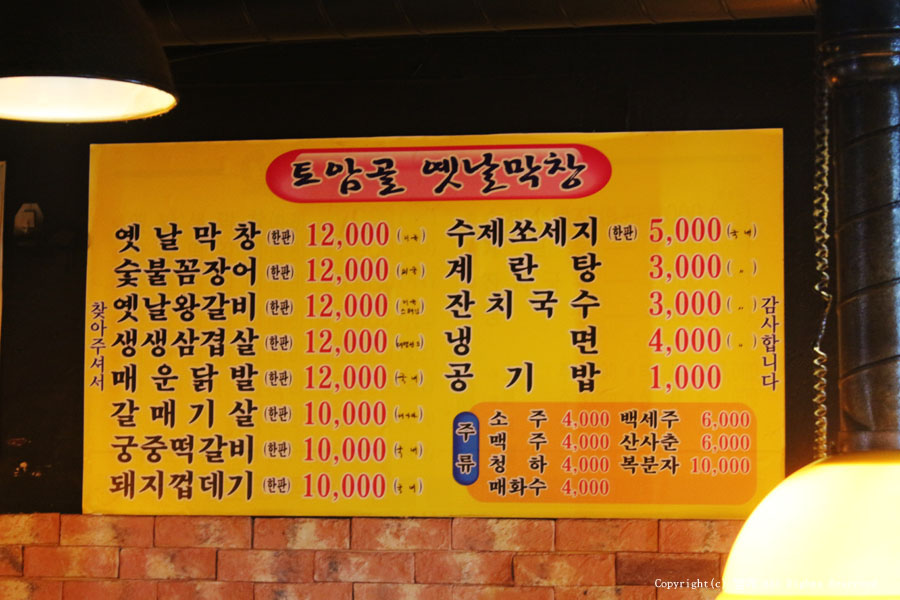 토암골 옛날막창
옛날막창 (한판) 12,000
숯불꼼장어 (한판) 12,000
옛날왕갈비 (한판) 12,000
생생삼겹살 (한판) 12,000
매운닭발 (한판) 12,000
갈매기살 (한판) 10,000
궁중떡갈비 (한판) 10,000
돼지껍데기 (한판) 10,000
수제쏘세지 (한판) 5,000
계란탕 3,000
잔치국수 3,000
냉면 4,000
공기밥 1,000
주류
소주 4,000 백세주 6,000
맥주 4,000 산사춘 6,000
청하 4,000 복분자 10,000
매화수 4,000
찾아주셔서
감사합니다
Copyright(c)